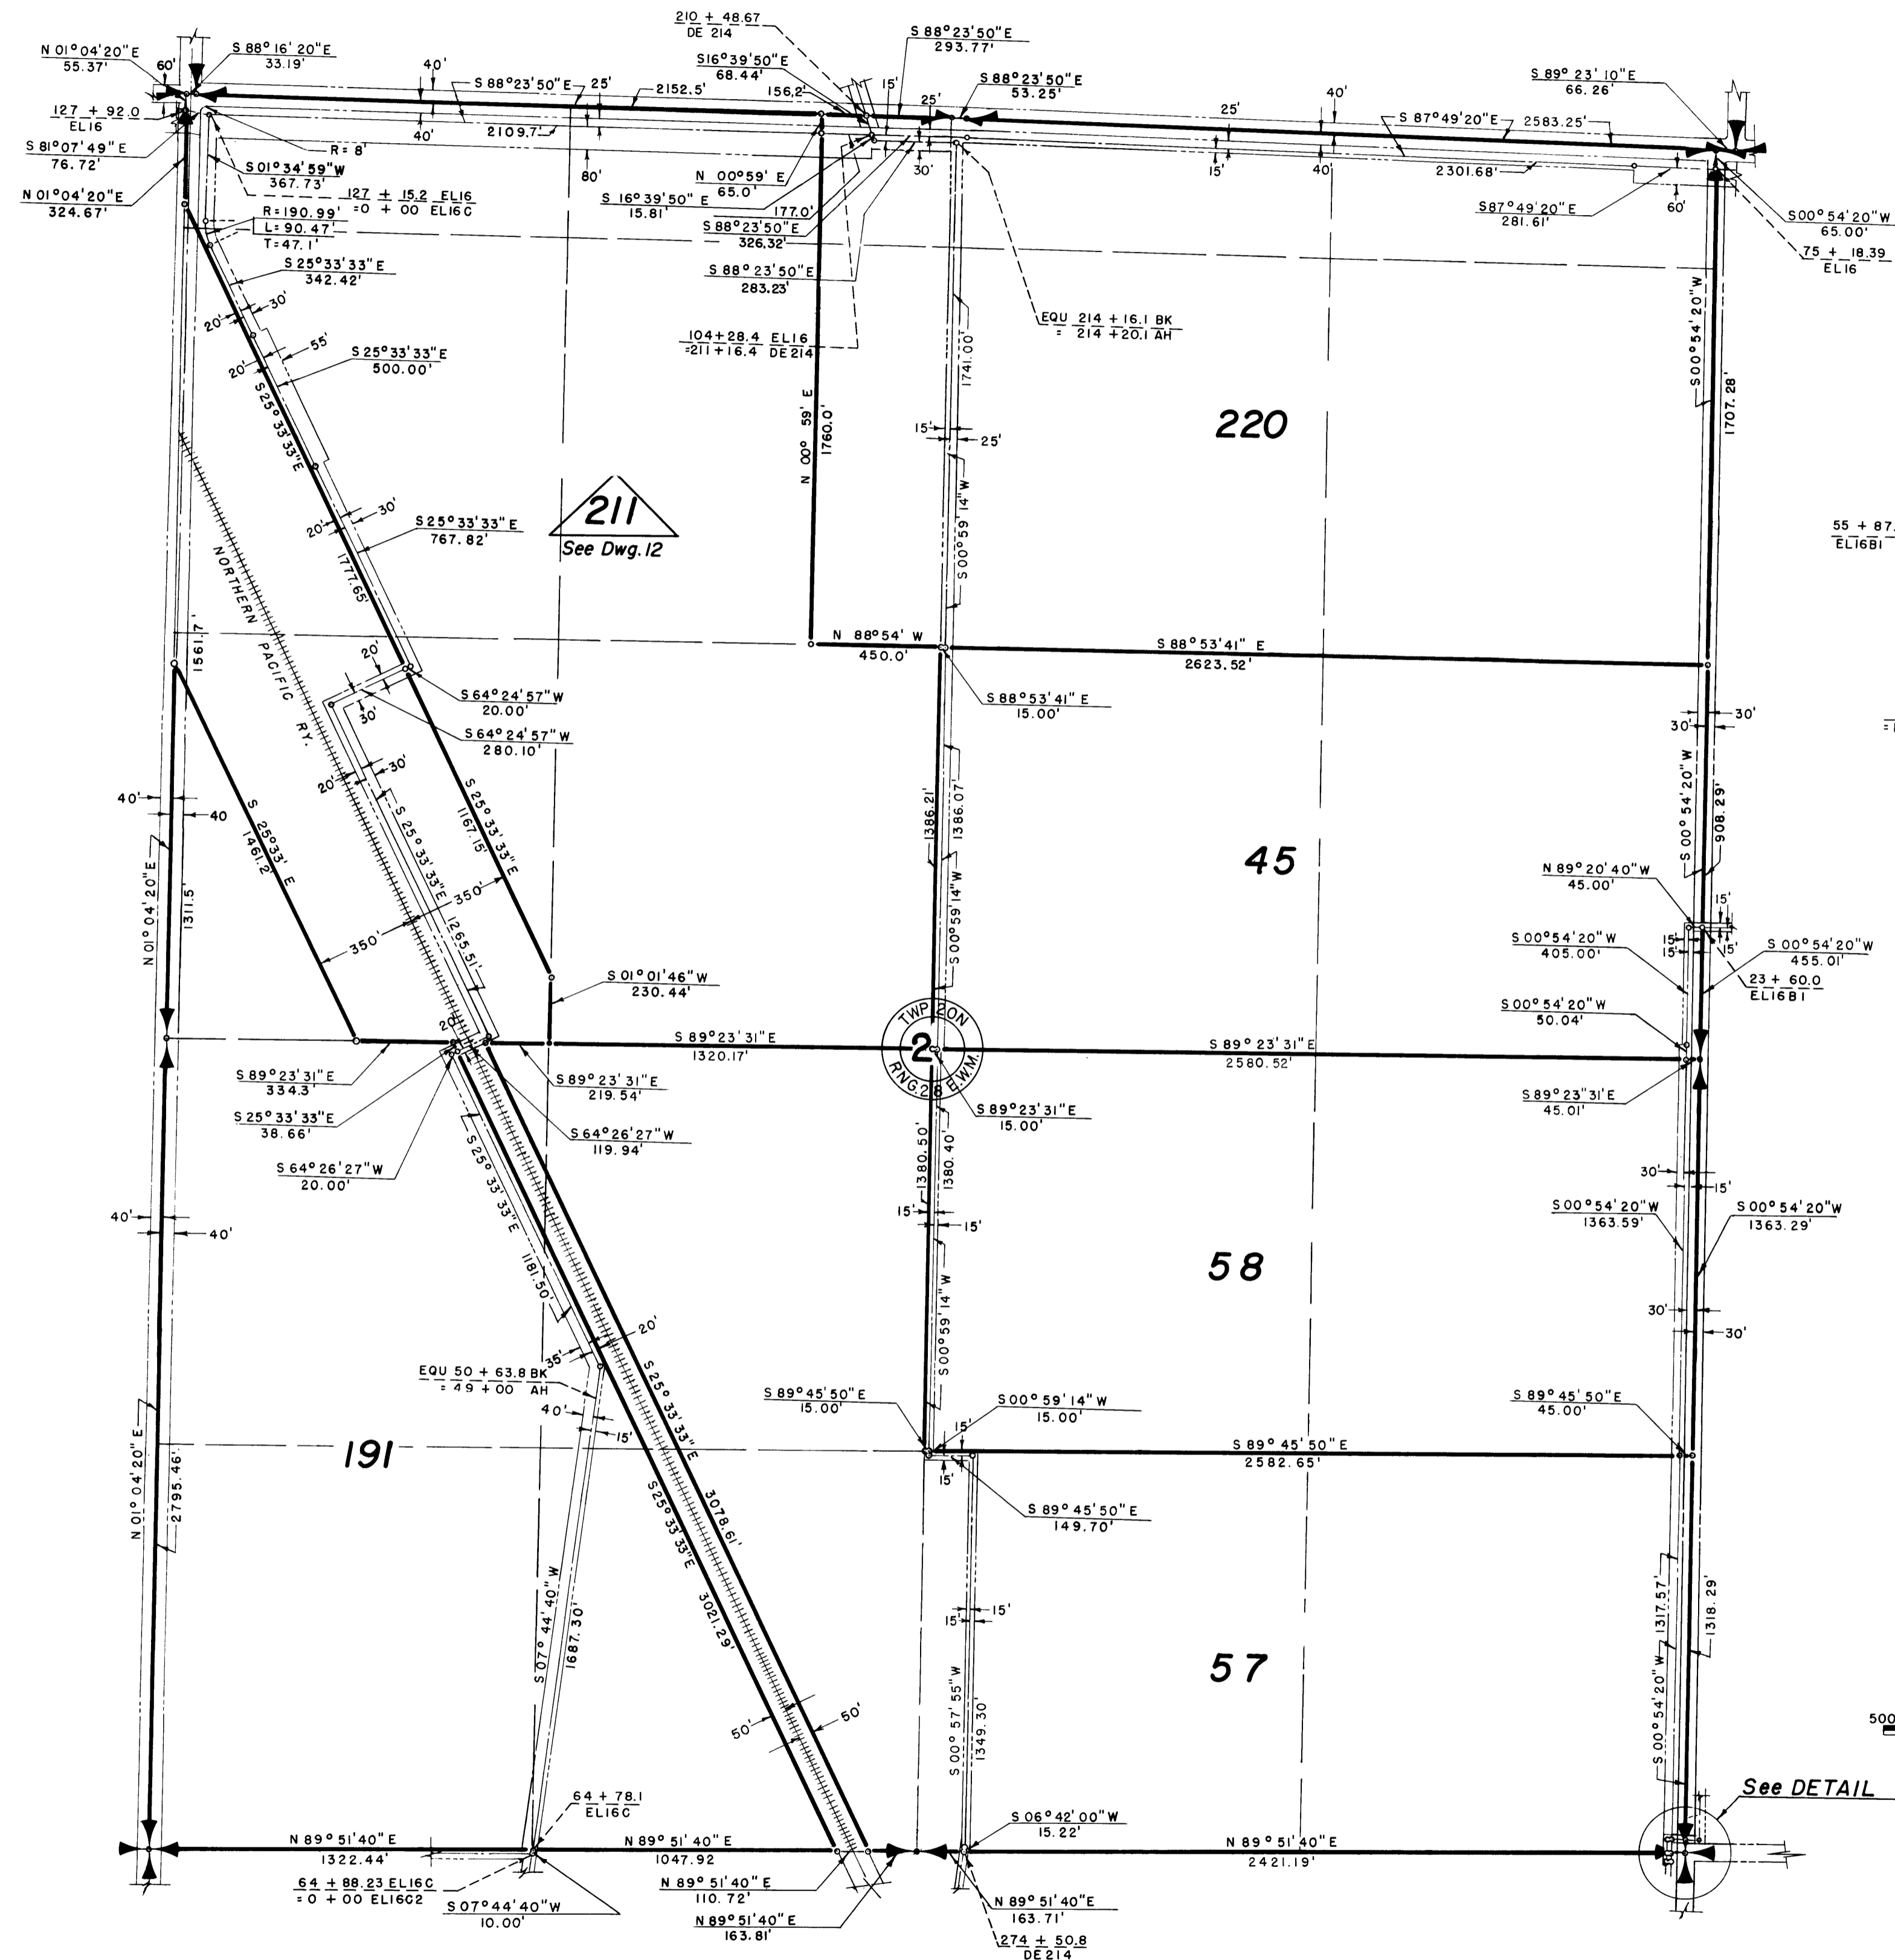 210 + 48.67
DE 214
S 88°23'50"E
293.77'
N 01°04'20"E
55.37'
60'
S 88°16'20"E
33.19'
40'
S 88°23'50"E
25'
2152.5'
S16°39'50"E
68.44'
156.2'
15'
25'
S 88°23'50"E
53.25'
25'
40'
S 89°23'10"E
66.26'
127 + 92.0
EL16
40'
2109.7'
S 87°49'20"E
2583.25'
S 81°07'49"E
76.72'
R = 8'
S 01°34'59"W
367.73'
80'
N 00°59' E
65.0'
30'
15'
40'
2301.68'
127 + 15.2 EL16
=0 + 00 EL16C
S 16°39'50"E
15.81'
177.0'
N 01°04'20"E
324.67'
R=190.99'
L= 90.47'
T=47.1'
S 88°23'50"E
326.32'
S87°49'20"E
281.61'
60'
S00°54'20"W
65.00'
75 + 18.39
EL16
S 25°33'33"E
342.42'
S 88°23'50"E
283.23'
30'
20'
55'
EQU 214 + 16.1 BK
= 214 +20.1 AH
104+28.4 EL16
=211+16.4 DE214
20'
S 25°33'33"E
500.00'
1741.00'
S00°54'20"W
1707.28'
S 25°33'33"E
N 00° 59' E
1760.0'
220
15'
25'
30'
20'
S 25°33'33"E
767.82'
211
See Dwg.12
S 00°59'14"W
55 + 87.
EL16B1
NORTHERN PACIFIC RY.
1777.65'
1561.7'
N 88°54' W
450.0'
S 88°53'41" E
2623.52'
20'
30'
S 64°24'57"W
20.00'
S 64°24'57"W
280.10'
S 88°53'41" E
15.00'
30'
30'
20'
30'
40'
40
S 25°33' E
1461.2'
S 25°33'33"E
1265.51'
S 25°33'33"E
1167.15'
1386.21'
1386.07'
S 00°54'20"W
908.29'
45
N 89°20'40"W
45.00'
N 01°04'20"E
1311.5'
350'
350'
S 00°59'14"W
15'
S 00°54'20"W
405.00'
15'
15'
15'
S 00°54'20"W
455.01'
S 01°01'46"W
230.44'
23 + 60.0
EL16B1
S 00°54'20"W
50.04'
20'
S 89°23'31"E
1320.17'
TWP 20N
2
RNG. 28 E.W.M.
S 89°23'31"E
2580.52'
S 89°23'31"E
334.3'
S 89°23'31"E
219.54'
S 89°23'31"E
15.00'
S 89°23'31"E
45.01'
S 25°33'33"E
38.66'
S 64°26'27"W
119.94'
S 64°26'27"W
20.00'
1380.50'
1380.40'
30'
15'
40'
40'
S 25°33'33"E
1181.50'
15'
15'
S 00°54'20"W
1363.59'
S 00°54'20"W
1363.29'
58
S 00°59'14"W
30'
30'
20'
35'
EQU 50 + 63.8 BK
= 49 + 00 AH
40'
15'
S 25°33'33"E
3078.61'
S 89°45'50"E
15.00'
S00°59'14"W
15.00'
S 89°45'50"E
45.00'
15'
S 89°45'50"E
2582.65'
15'
191
S 89°45'50"E
149.70'
N 01°04'20"E
2795.46'
S25°33'33"E
3021.29'
S 07°44'40"W
1687.30'
15'
15'
S 00°57'55"W
1349.30'
57
1317.57'
S 00°54'20"W
1318.29'
50'
50'
500
See DETAIL
64 + 78.1
EL16C
S 06°42'00"W
15.22'
N 89°51'40"E
1322.44'
N 89°51'40"E
1047.92
N 89°51'40"E
2421.19'
64 + 88.23 EL16C
=0 + 00 EL16C2
S 07°44'40"W
10.00'
N 89°51'40"E
110.72'
N 89°51'40"E
163.81'
N 89°51'40"E
163.71'
274 + 50.8
DE214